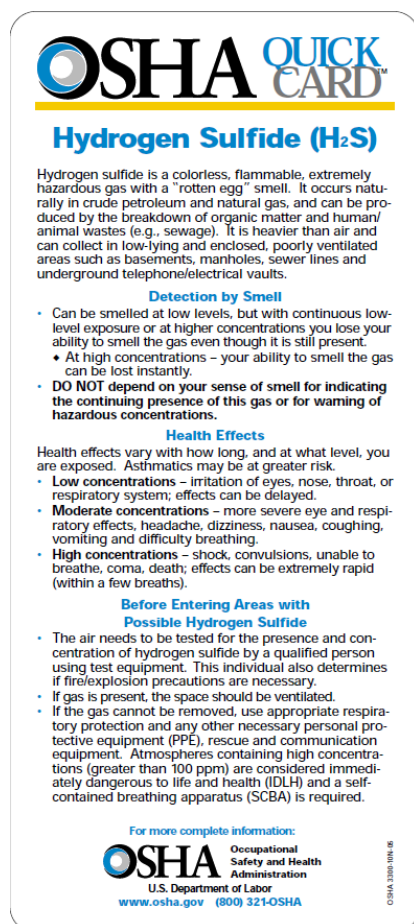 OSHA QUICK CARD™
Hydrogen Sulfide (H₂S)
Hydrogen sulfide is a colorless, flammable, extremely
hazardous gas with a “rotten egg” smell. It occurs natu-
rally in crude petroleum and natural gas, and can be pro-
duced by the breakdown of organic matter and human/
animal wastes (e.g., sewage). It is heavier than air and
can collect in low-lying and enclosed, poorly ventilated
areas such as basements, manholes, sewer lines and
underground telephone/electrical vaults.
Detection by Smell
• Can be smelled at low levels, but with continuous low-
level exposure or at higher concentrations you lose your
ability to smell the gas even though it is still present.
◆ At high concentrations – your ability to smell the gas
can be lost instantly.
• DO NOT depend on your sense of smell for indicating
the continuing presence of this gas or for warning of
hazardous concentrations.
Health Effects
Health effects vary with how long, and at what level, you
are exposed. Asthmatics may be at greater risk.
• Low concentrations – irritation of eyes, nose, throat, or
respiratory system; effects can be delayed.
• Moderate concentrations – more severe eye and respi-
ratory effects, headache, dizziness, nausea, coughing,
vomiting and difficulty breathing.
• High concentrations – shock, convulsions, unable to
breathe, coma, death; effects can be extremely rapid
(within a few breaths).
Before Entering Areas with
Possible Hydrogen Sulfide
• The air needs to be tested for the presence and con-
centration of hydrogen sulfide by a qualified person
using test equipment. This individual also determines
if fire/explosion precautions are necessary.
• If gas is present, the space should be ventilated.
• If the gas cannot be removed, use appropriate respira-
tory protection and any other necessary personal pro-
tective equipment (PPE), rescue and communication
equipment. Atmospheres containing high concentra-
tions (greater than 100 ppm) are considered immedi-
ately dangerous to life and health (IDLH) and a self-
contained breathing apparatus (SCBA) is required.
For more complete information:
OSHA
Occupational
Safety and Health
Administration
U.S. Department of Labor
www.osha.gov (800) 321-OSHA
OSHA 3300-10N-05